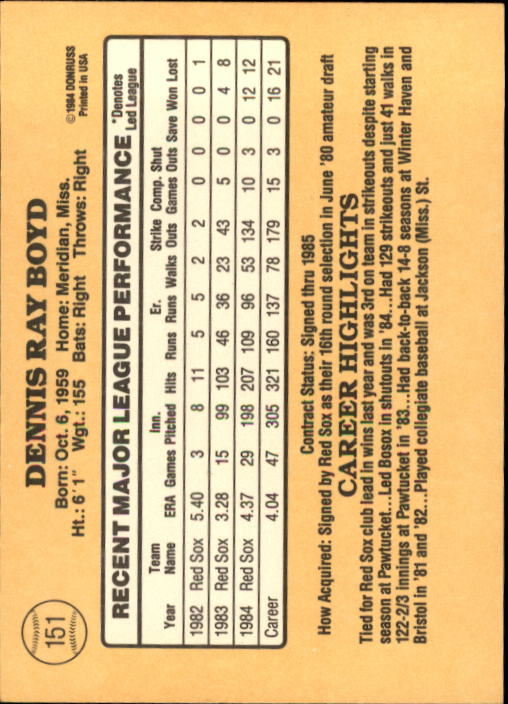 151
DENNIS RAY BOYD
Born: Oct. 6, 1959 Home: Meridian, Miss.
Ht.: 6'1" Wgt.: 155 Bats: Right Throws: Right
©1984 DONRUSS
Printed in USA
RECENT MAJOR LEAGUE PERFORMANCE *Denotes Led League
Year Team Name ERA Games Inn. Pitched Hits Runs Er. Runs Walks Strike Outs Comp. Games Shut Outs Save Won Lost
1982 Red Sox 5.40 3 8 11 5 5 2 2 0 0 0 0 1
1983 Red Sox 3.28 15 99 103 46 36 23 43 5 0 0 4 8
1984 Red Sox 4.37 29 198 207 109 96 53 134 10 3 0 12 12
Career 4.04 47 305 321 160 137 78 179 15 3 0 16 21
Contract Status: Signed thru 1985
How Acquired: Signed by Red Sox as their 16th round selection in June '80 amateur draft
CAREER HIGHLIGHTS
Tied for Red Sox club lead in wins last year and was 3rd on team in strikeouts despite starting
season at Pawtucket...Led Bosox in shutouts in '84...Had 129 strikeouts and just 41 walks in
122-2/3 innings at Pawtucket in '83...Had back-to-back 14-8 seasons at Winter Haven and
Bristol in '81 and '82...Played collegiate baseball at Jackson (Miss.) St.